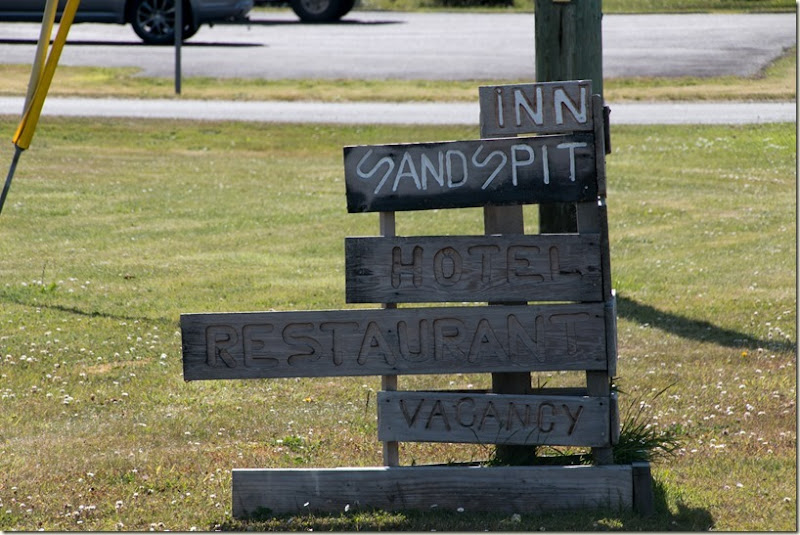 INN
SANDSPIT
HOTEL
RESTAURANT
VACANCY